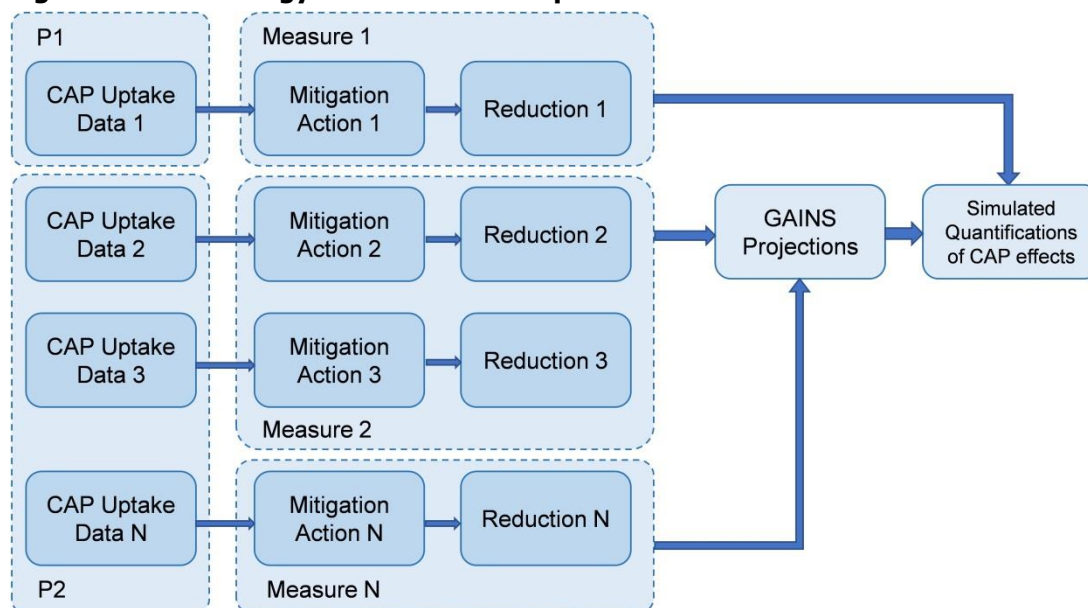 P1
Measure 1
CAP Uptake
Data 1
Mitigation
Action 1
Reduction 1
CAP Uptake
Data 2
Mitigation
Action 2
Reduction 2
GAINS
Projections
Simulated
Quantifications
of CAP effects
CAP Uptake
Data 3
Mitigation
Action 3
Reduction 3
Measure 2
CAP Uptake
Data N
Mitigation
Action N
Reduction N
P2
Measure N